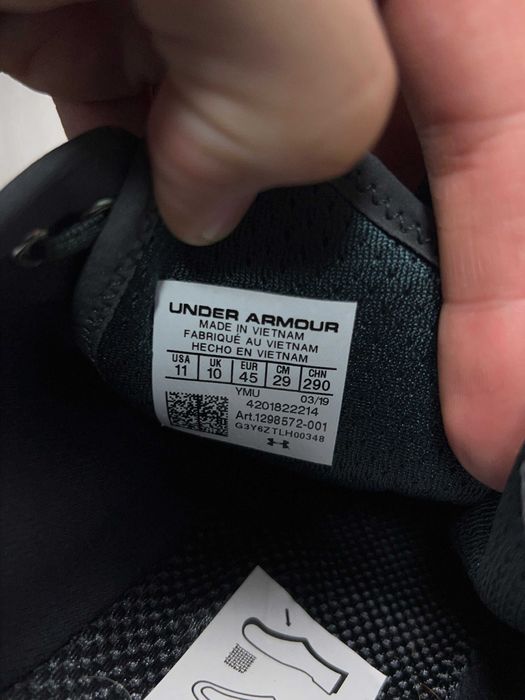 UNDER ARMOUR
MADE IN VIETNAM
FABRIQUÉ AU VIETNAM
HECHO EN VIETNAM
USA UK EUR CM CHN
11 10 45 29 290
YMU 03/19
4201822214
Art.1298572-001
G3Y6ZTLH00348